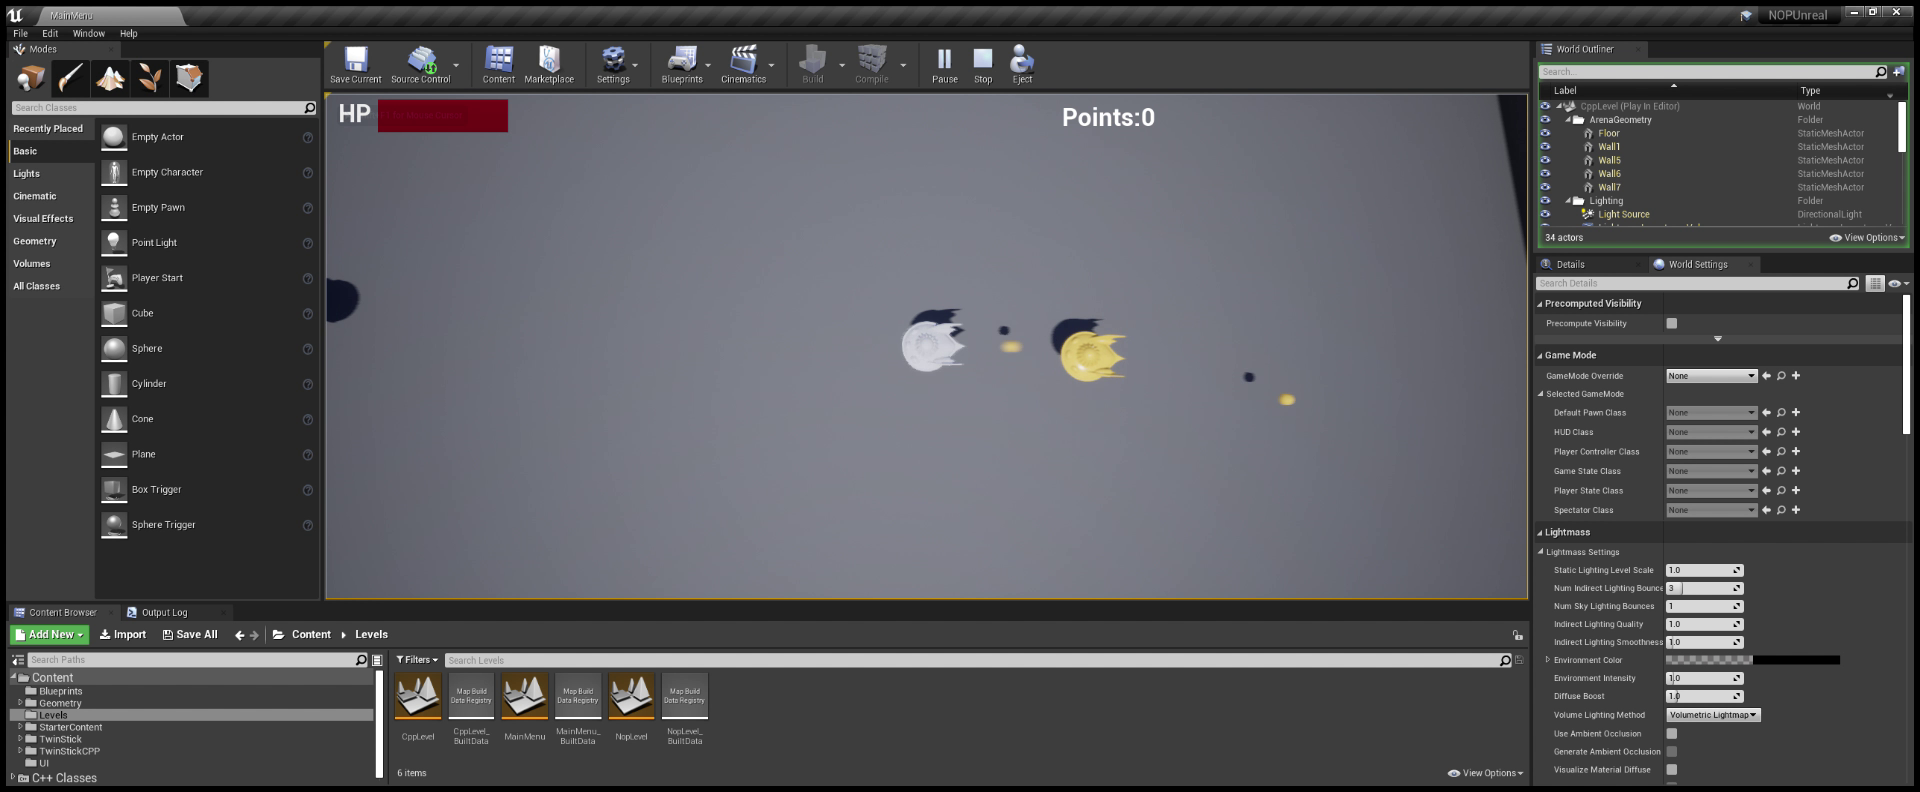 MainMenu
NOPUnreal
File Edit Window Help
Modes
Search Classes
Recently Placed
Basic
Lights
Cinematic
Visual Effects
Geometry
Volumes
All Classes
Empty Actor
Empty Character
Empty Pawn
Point Light
Player Start
Cube
Sphere
Cylinder
Cone
Plane
Box Trigger
Sphere Trigger
Save Current Source Control Content Marketplace Settings Blueprints Cinematics Build Compile Pause Stop Eject
HP
Points:0
World Outliner
Search...
Label Type
CppLevel (Play In Editor) World
ArenaGeometry Folder
Floor StaticMeshActor
Wall1 StaticMeshActor
Wall5 StaticMeshActor
Wall6 StaticMeshActor
Wall7 StaticMeshActor
Lighting Folder
Light Source DirectionalLight
34 actors View Options
Details World Settings
Search Details
Precomputed Visibility
Precompute Visibility
Game Mode
GameMode Override None
Selected GameMode
Default Pawn Class None
HUD Class None
Player Controller Class None
Game State Class None
Player State Class None
Spectator Class None
Lightmass
Lightmass Settings
Static Lighting Level Scale 1.0
Num Indirect Lighting Bounce 3
Num Sky Lighting Bounces 1
Indirect Lighting Quality 1.0
Indirect Lighting Smoothness 1.0
Environment Color
Environment Intensity 1.0
Diffuse Boost 1.0
Volume Lighting Method Volumetric Lightmap
Use Ambient Occlusion
Generate Ambient Occlusion
Visualize Material Diffuse
Content Browser Output Log
Add New Import Save All Content Levels
Search Paths
Content
Blueprints
Geometry
Levels
StarterContent
TwinStick
TwinStickCPP
UI
C++ Classes
Filters Search Levels
Map Build
Data Registry
Map Build
Data Registry
Map Build
Data Registry
CppLevel
CppLevel_
BuiltData
MainMenu
MainMenu_
BuiltData
NopLevel
NopLevel_
BuiltData
6 items View Options